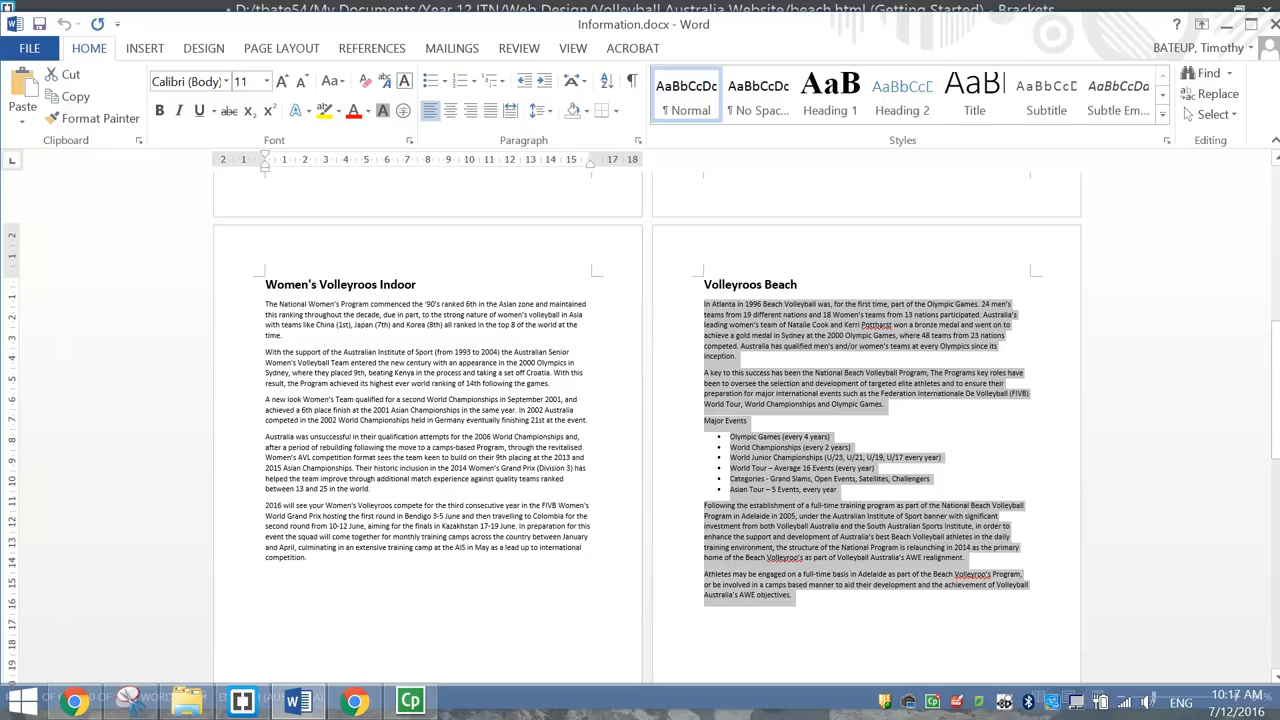 Information.docx - Word
FILE HOME INSERT DESIGN PAGE LAYOUT REFERENCES MAILINGS REVIEW VIEW ACROBAT
BATEUP, Timothy
Paste
Cut
Copy
Format Painter
Clipboard
Calibri (Body) 11
Font
Paragraph
AaBbCcDc AaBbCcDc AaB AaBbCcC AaB AaBbCcC AaBbCcDa
¶ Normal ¶ No Spac... Heading 1 Heading 2 Title Subtitle Subtle Em...
Styles
Find
Replace
Select
Editing
2 1 1 2 3 4 5 6 7 8 9 10 11 12 13 14 15 17 18
Women's Volleyroos Indoor
The National Women's Program commenced the '90's ranked 6th in the Asian zone and maintained
this ranking throughout the decade, due in part, to the strong nature of women's volleyball in Asia
with teams like China (1st), Japan (7th) and Korea (8th) all ranked in the top 8 of the world at the
time.
With the support of the Australian Institute of Sport (from 1993 to 2004) the Australian Senior
Women's Volleyball Team entered the new century with an appearance in the 2000 Olympics in
Sydney, where they placed 9th, beating Kenya in the process and taking a set off Croatia. With this
result, the Program achieved its highest ever world ranking of 14th following the games.
A new look Women's Team qualified for a second World Championships in September 2001, and
achieved a 6th place finish at the 2001 Asian Championships in the same year. In 2002 Australia
competed in the 2002 World Championships held in Germany eventually finishing 21st at the event.
Australia was unsuccessful in their qualification attempts for the 2006 World Championships and,
after a period of rebuilding following the move to a camps-based Program, through the revitalised
Women's AVL competition format sees the team keen to build on their 9th placing at the 2013 and
2015 Asian Championships. Their historic inclusion in the 2014 Women's Grand Prix (Division 3) has
helped the team improve through additional match experience against quality teams ranked
between 13 and 25 in the world.
2016 will see your Women's Volleyroos compete for the third consecutive year in the FIVB Women's
World Grand Prix hosting the first round in Bendigo 3-5 June and then travelling to Colombia for the
second round from 10-12 June, aiming for the finals in Kazakhstan 17-19 June. In preparation for this
event the squad will come together for monthly training camps across the country between January
and April, culminating in an extensive training camp at the AIS in May as a lead up to international
competition.
Volleyroos Beach
In Atlanta in 1996 Beach Volleyball was, for the first time, part of the Olympic Games. 24 men's
teams from 19 different nations and 18 Women's teams from 13 nations participated. Australia's
leading women's team of Natalie Cook and Kerri Pottharst won a bronze medal and went on to
achieve a gold medal in Sydney at the 2000 Olympic Games, where 48 teams from 23 nations
competed. Australia has qualified men's and/or women's teams at every Olympics since its
inception.
A key to this success has been the National Beach Volleyball Program; The Programs key roles have
been to oversee the selection and development of targeted elite athletes and to ensure their
preparation for major international events such as the Federation Internationale De Volleyball (FIVB)
World Tour, World Championships and Olympic Games.
Major Events
• Olympic Games (every 4 years)
• World Championships (every 2 years)
• World Junior Championships (U/23, U/21, U/19, U/17 every year)
• World Tour – Average 16 Events (every year)
• Categories - Grand Slams, Open Events, Satellites, Challengers
• Asian Tour – 5 Events, every year
Following the establishment of a full-time training program as part of the National Beach Volleyball
Program in Adelaide in 2005, under the Australian Institute of Sport banner with significant
investment from both Volleyball Australia and the South Australian Sports Institute, in order to
enhance the support and development of Australia's best Beach Volleyball athletes in the daily
training environment, the structure of the National Program is relaunching in 2014 as the primary
home of the Beach Volleyroo's as part of Volleyball Australia's AWE realignment.
Athletes may be engaged on a full-time basis in Adelaide as part of the Beach Volleyroo's Program,
or be involved in a camps based manner to aid their development and the achievement of Volleyball
Australia's AWE objectives.
ENG
10:17 AM
7/12/2016